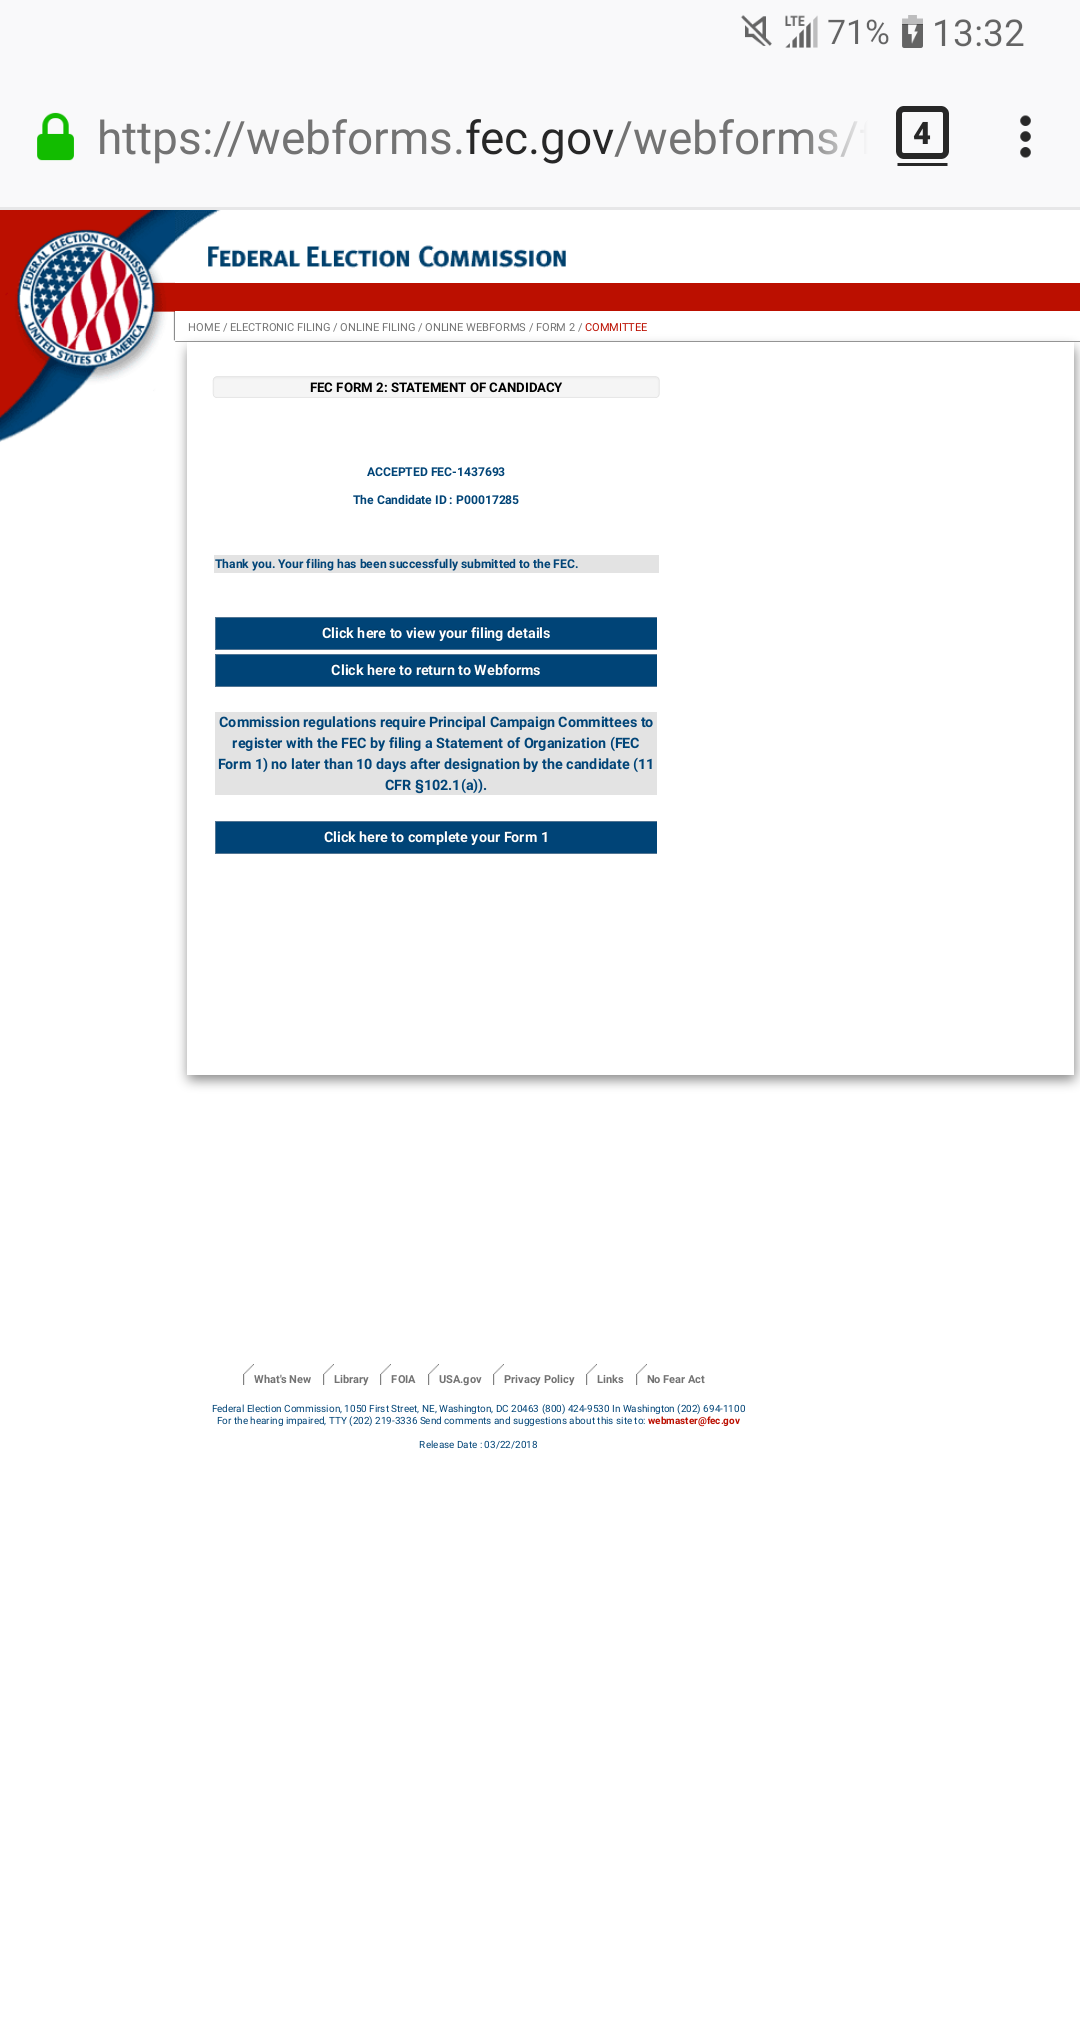 LTE 71% 13:32
https://webforms.fec.gov/webforms/ 4
FEDERAL ELECTION COMMISSION
FEDERAL ELECTION COMMISSION
UNITED STATES OF AMERICA
HOME / ELECTRONIC FILING / ONLINE FILING / ONLINE WEBFORMS / FORM 2 / COMMITTEE
FEC FORM 2: STATEMENT OF CANDIDACY
ACCEPTED FEC-1437693
The Candidate ID : P00017285
Thank you. Your filing has been successfully submitted to the FEC.
Click here to view your filing details
Click here to return to Webforms
Commission regulations require Principal Campaign Committees to
register with the FEC by filing a Statement of Organization (FEC
Form 1) no later than 10 days after designation by the candidate (11
CFR §102.1(a)).
Click here to complete your Form 1
What's New Library FOIA USA.gov Privacy Policy Links No Fear Act
Federal Election Commission, 1050 First Street, NE, Washington, DC 20463 (800) 424-9530 In Washington (202) 694-1100
For the hearing impaired, TTY (202) 219-3336 Send comments and suggestions about this site to: webmaster@fec.gov
Release Date : 03/22/2018